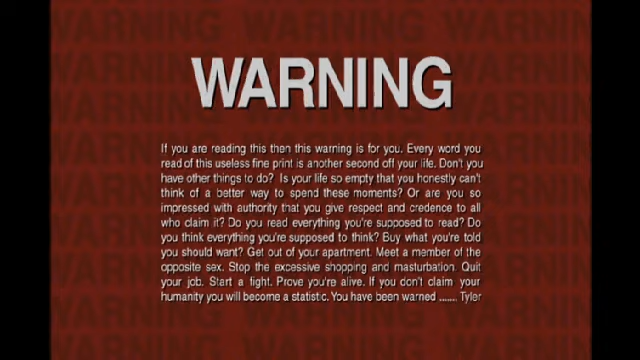 WARNING
If you are reading this then this warning is for you. Every word you
read of this useless fine print is another second off your life. Don't you
have other things to do? Is your life so empty that you honestly can't
think of a better way to spend these moments? Or are you so
impressed with authority that you give respect and credence to all
who claim it? Do you read everything you're supposed to read? Do
you think everything you're supposed to think? Buy what you're told
you should want? Get out of your apartment. Meet a member of the
opposite sex. Stop the excessive shopping and masturbation. Quit
your job. Start a fight. Prove you're alive. If you don't claim your
humanity you will become a statistic. You have been warned ....... Tyler